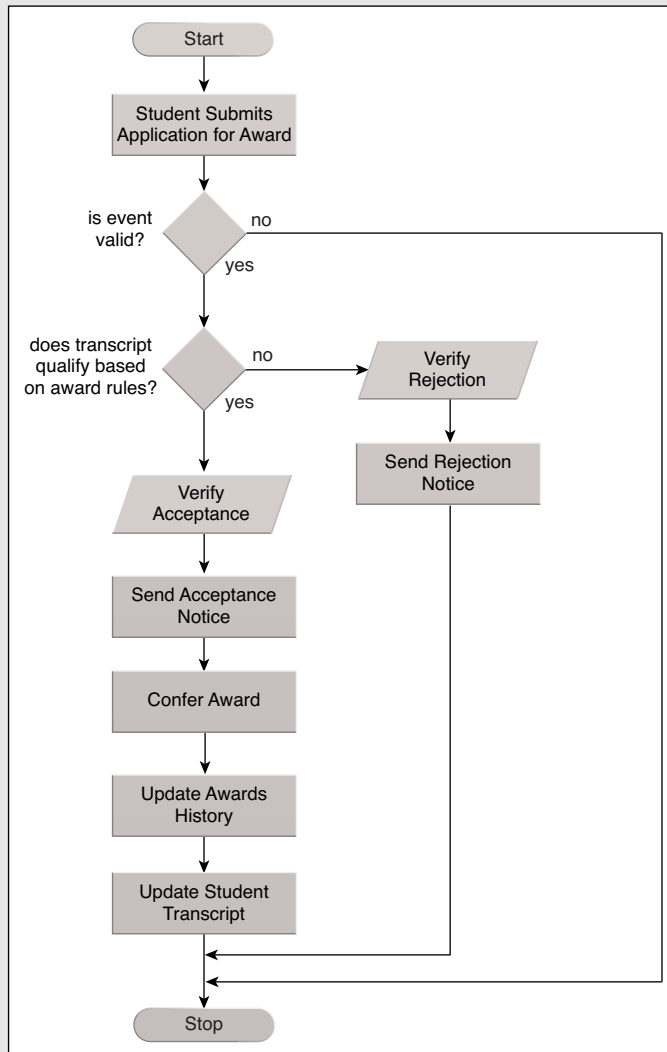 Start
Student Submits
Application for Award
is event
valid?
no
yes
does transcript
qualify based
on award rules?
no
yes
Verify
Rejection
Send Rejection
Notice
Verify
Acceptance
Send Acceptance
Notice
Confer Award
Update Awards
History
Update Student
Transcript
Stop